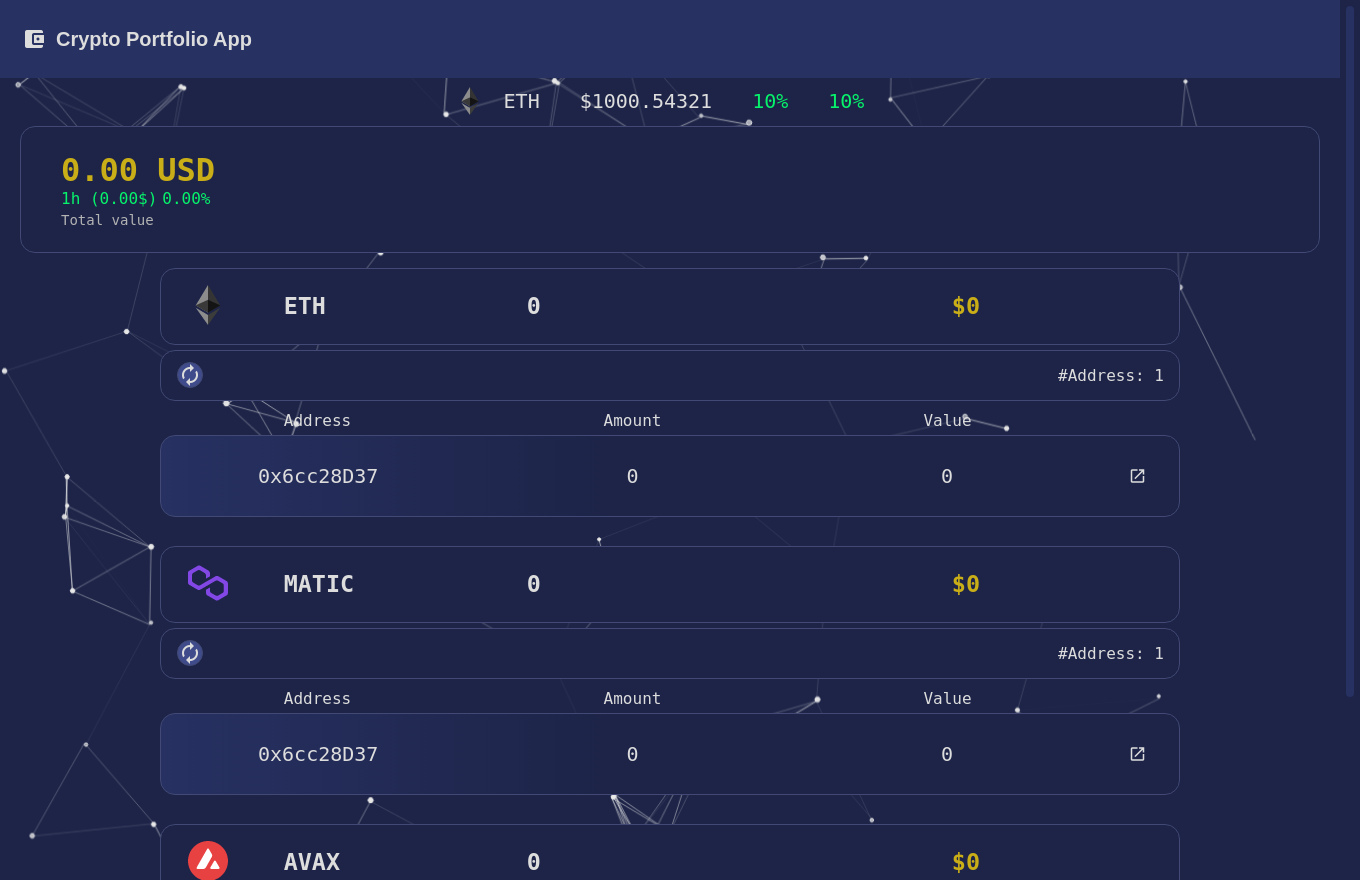 Crypto Portfolio App
ETH $1000.54321 10% 10%
0.00 USD
1h (0.00$) 0.00%
Total value
ETH 0 $0
#Address: 1
Address Amount Value
0x6cc28D37 0 0
MATIC 0 $0
#Address: 1
Address Amount Value
0x6cc28D37 0 0
AVAX 0 $0